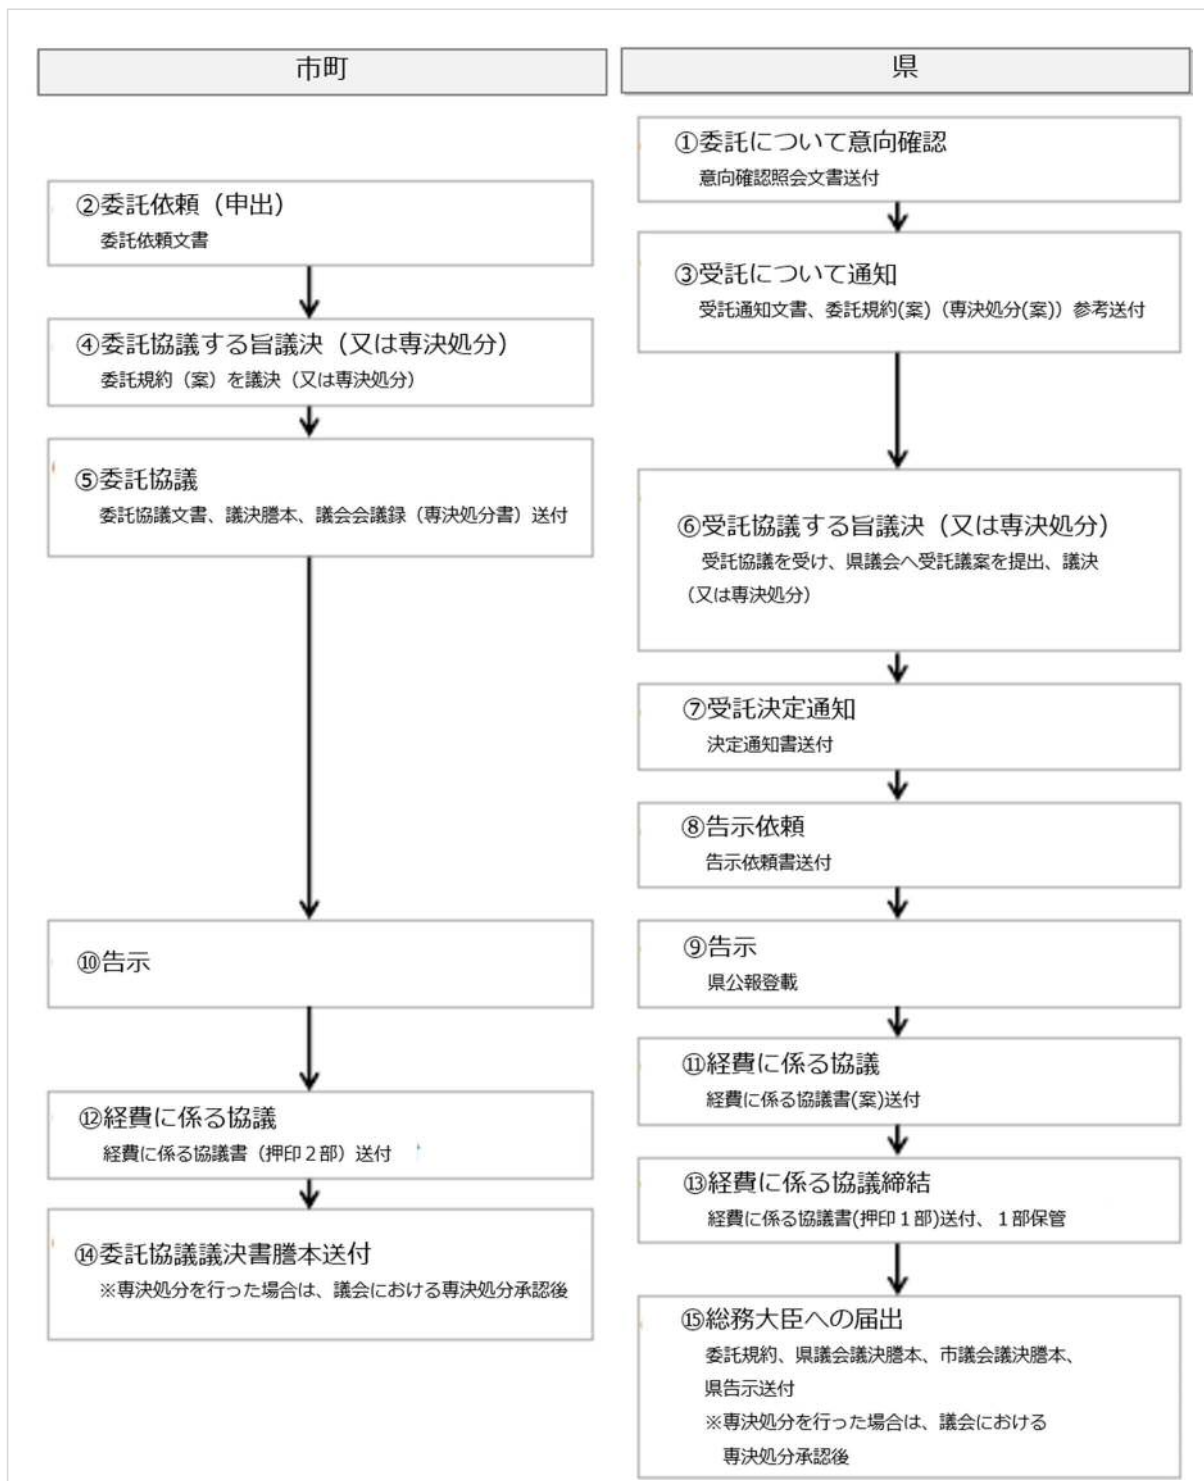 市町
県
①委託について意向確認
意向確認照会文書送付
②委託依頼（申出）
委託依頼文書
③受託について通知
受託通知文書、委託規約(案)（専決処分(案)）参考送付
④委託協議する旨議決（又は専決処分）
委託規約（案）を議決（又は専決処分）
⑤委託協議
委託協議文書、議決謄本、議会会議録（専決処分書）送付
⑥受託協議する旨議決（又は専決処分）
受託協議を受け、県議会へ受託議案を提出、議決
（又は専決処分）
⑦受託決定通知
決定通知書送付
⑧告示依頼
告示依頼書送付
⑨告示
県公報登載
⑩告示
⑪経費に係る協議
経費に係る協議書(案)送付
⑫経費に係る協議
経費に係る協議書（押印２部）送付
⑬経費に係る協議締結
経費に係る協議書(押印１部)送付、１部保管
⑭委託協議議決書謄本送付
※専決処分を行った場合は、議会における専決処分承認後
⑮総務大臣への届出
委託規約、県議会議決謄本、市議会議決謄本、
県告示送付
※専決処分を行った場合は、議会における
専決処分承認後